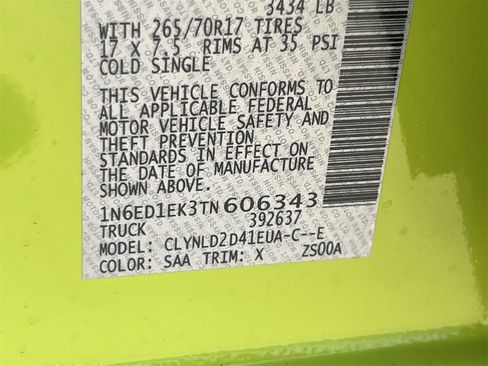 3434 LB
WITH 265/70R17 TIRES
17 X 7.5 RIMS AT 35 PSI
COLD SINGLE
THIS VEHICLE CONFORMS TO
ALL APPLICABLE FEDERAL
MOTOR VEHICLE SAFETY AND
THEFT PREVENTION
STANDARDS IN EFFECT ON
THE DATE OF MANUFACTURE
SHOWN ABOVE.
1N6ED1EK3TN606343
TRUCK 392637
MODEL: CLYNLD2D41EUA-C--E
COLOR: SAA TRIM: X ZS00A